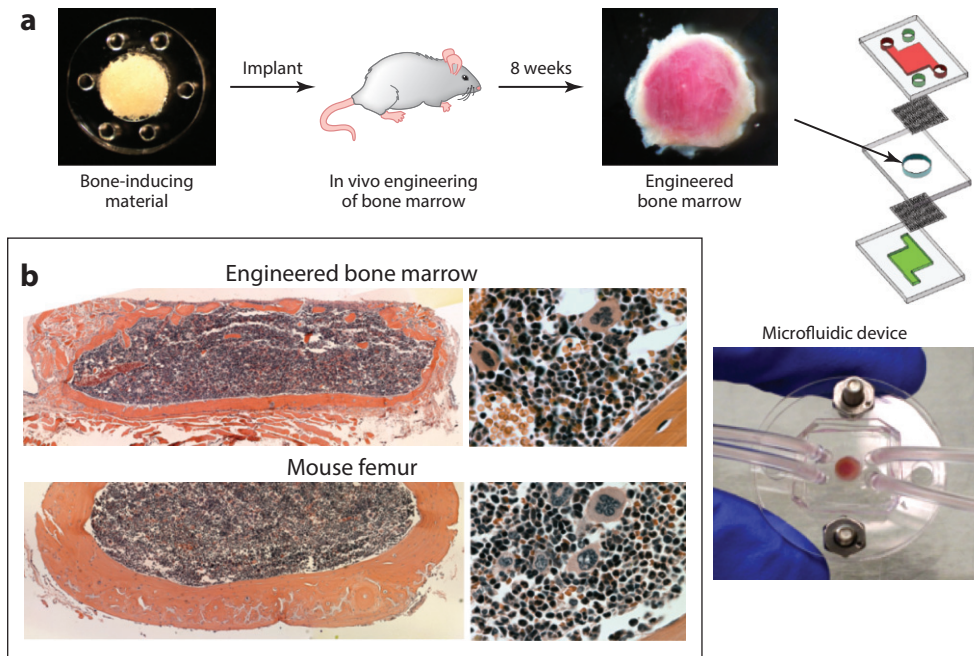 a
Implant
8 weeks
Bone-inducing
material
In vivo engineering
of bone marrow
Engineered
bone marrow
b
Engineered bone marrow
Mouse femur
Microfluidic device